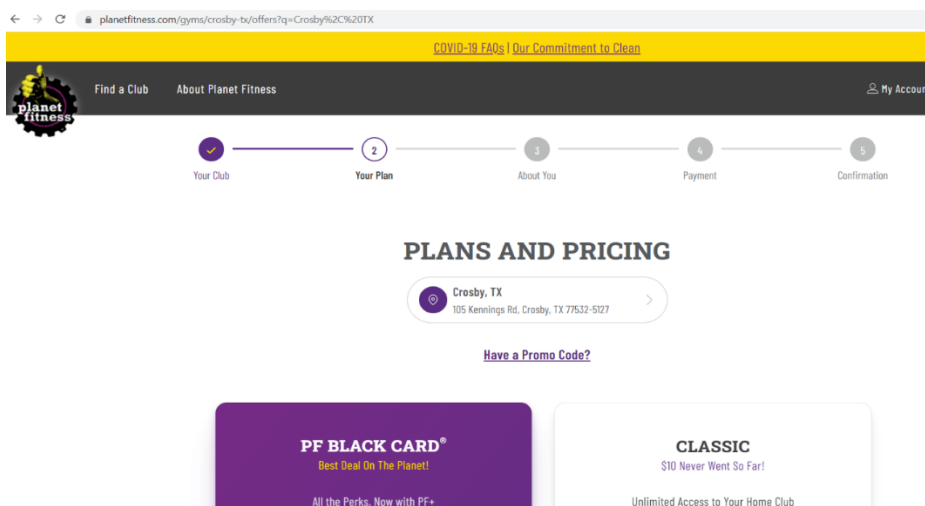 planetfitness.com/gyms/crosby-tx/offers?q=Crosby%2C%20TX
COVID-19 FAQs | Our Commitment to Clean
planet
fitness
Find a Club
About Planet Fitness
My Accoun
2
3
4
5
Your Club
Your Plan
About You
Payment
Confirmation
PLANS AND PRICING
Crosby, TX
105 Kennings Rd, Crosby, TX 77532-5127
Have a Promo Code?
PF BLACK CARD®
Best Deal On The Planet!
All the Perks. Now with PF+
CLASSIC
$10 Never Went So Far!
Unlimited Access to Your Home Club